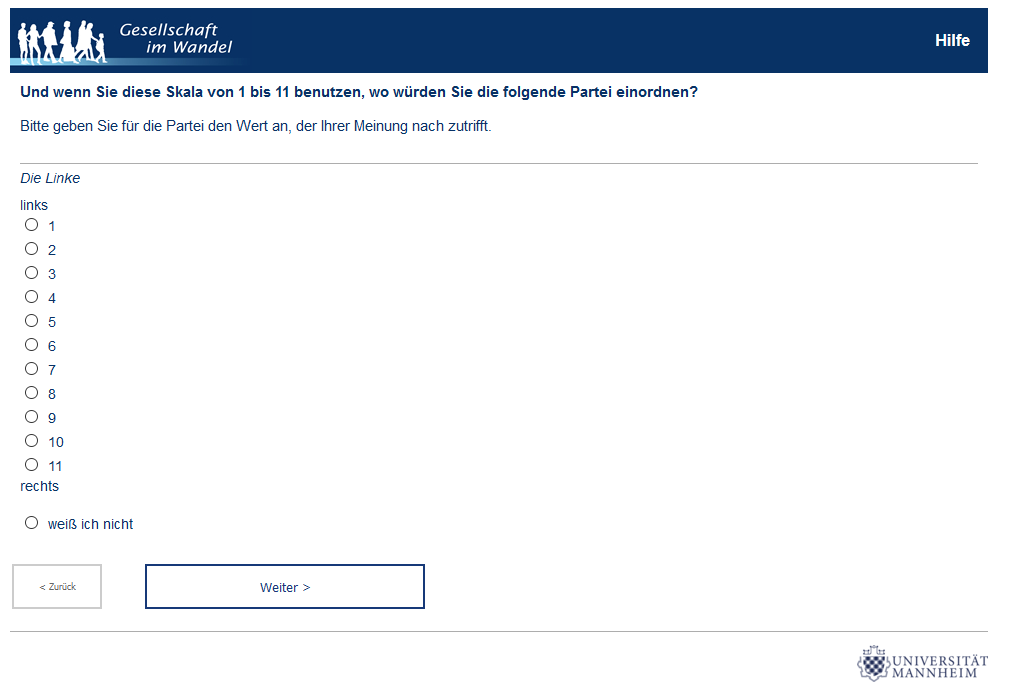 Gesellschaft
im Wandel
Hilfe
Und wenn Sie diese Skala von 1 bis 11 benutzen, wo würden Sie die folgende Partei einordnen?
Bitte geben Sie für die Partei den Wert an, der Ihrer Meinung nach zutrifft.
Die Linke
links
1
2
3
4
5
6
7
8
9
10
11
rechts
weiß ich nicht
< Zurück
Weiter >
UNIVERSITÄT
MANNHEIM